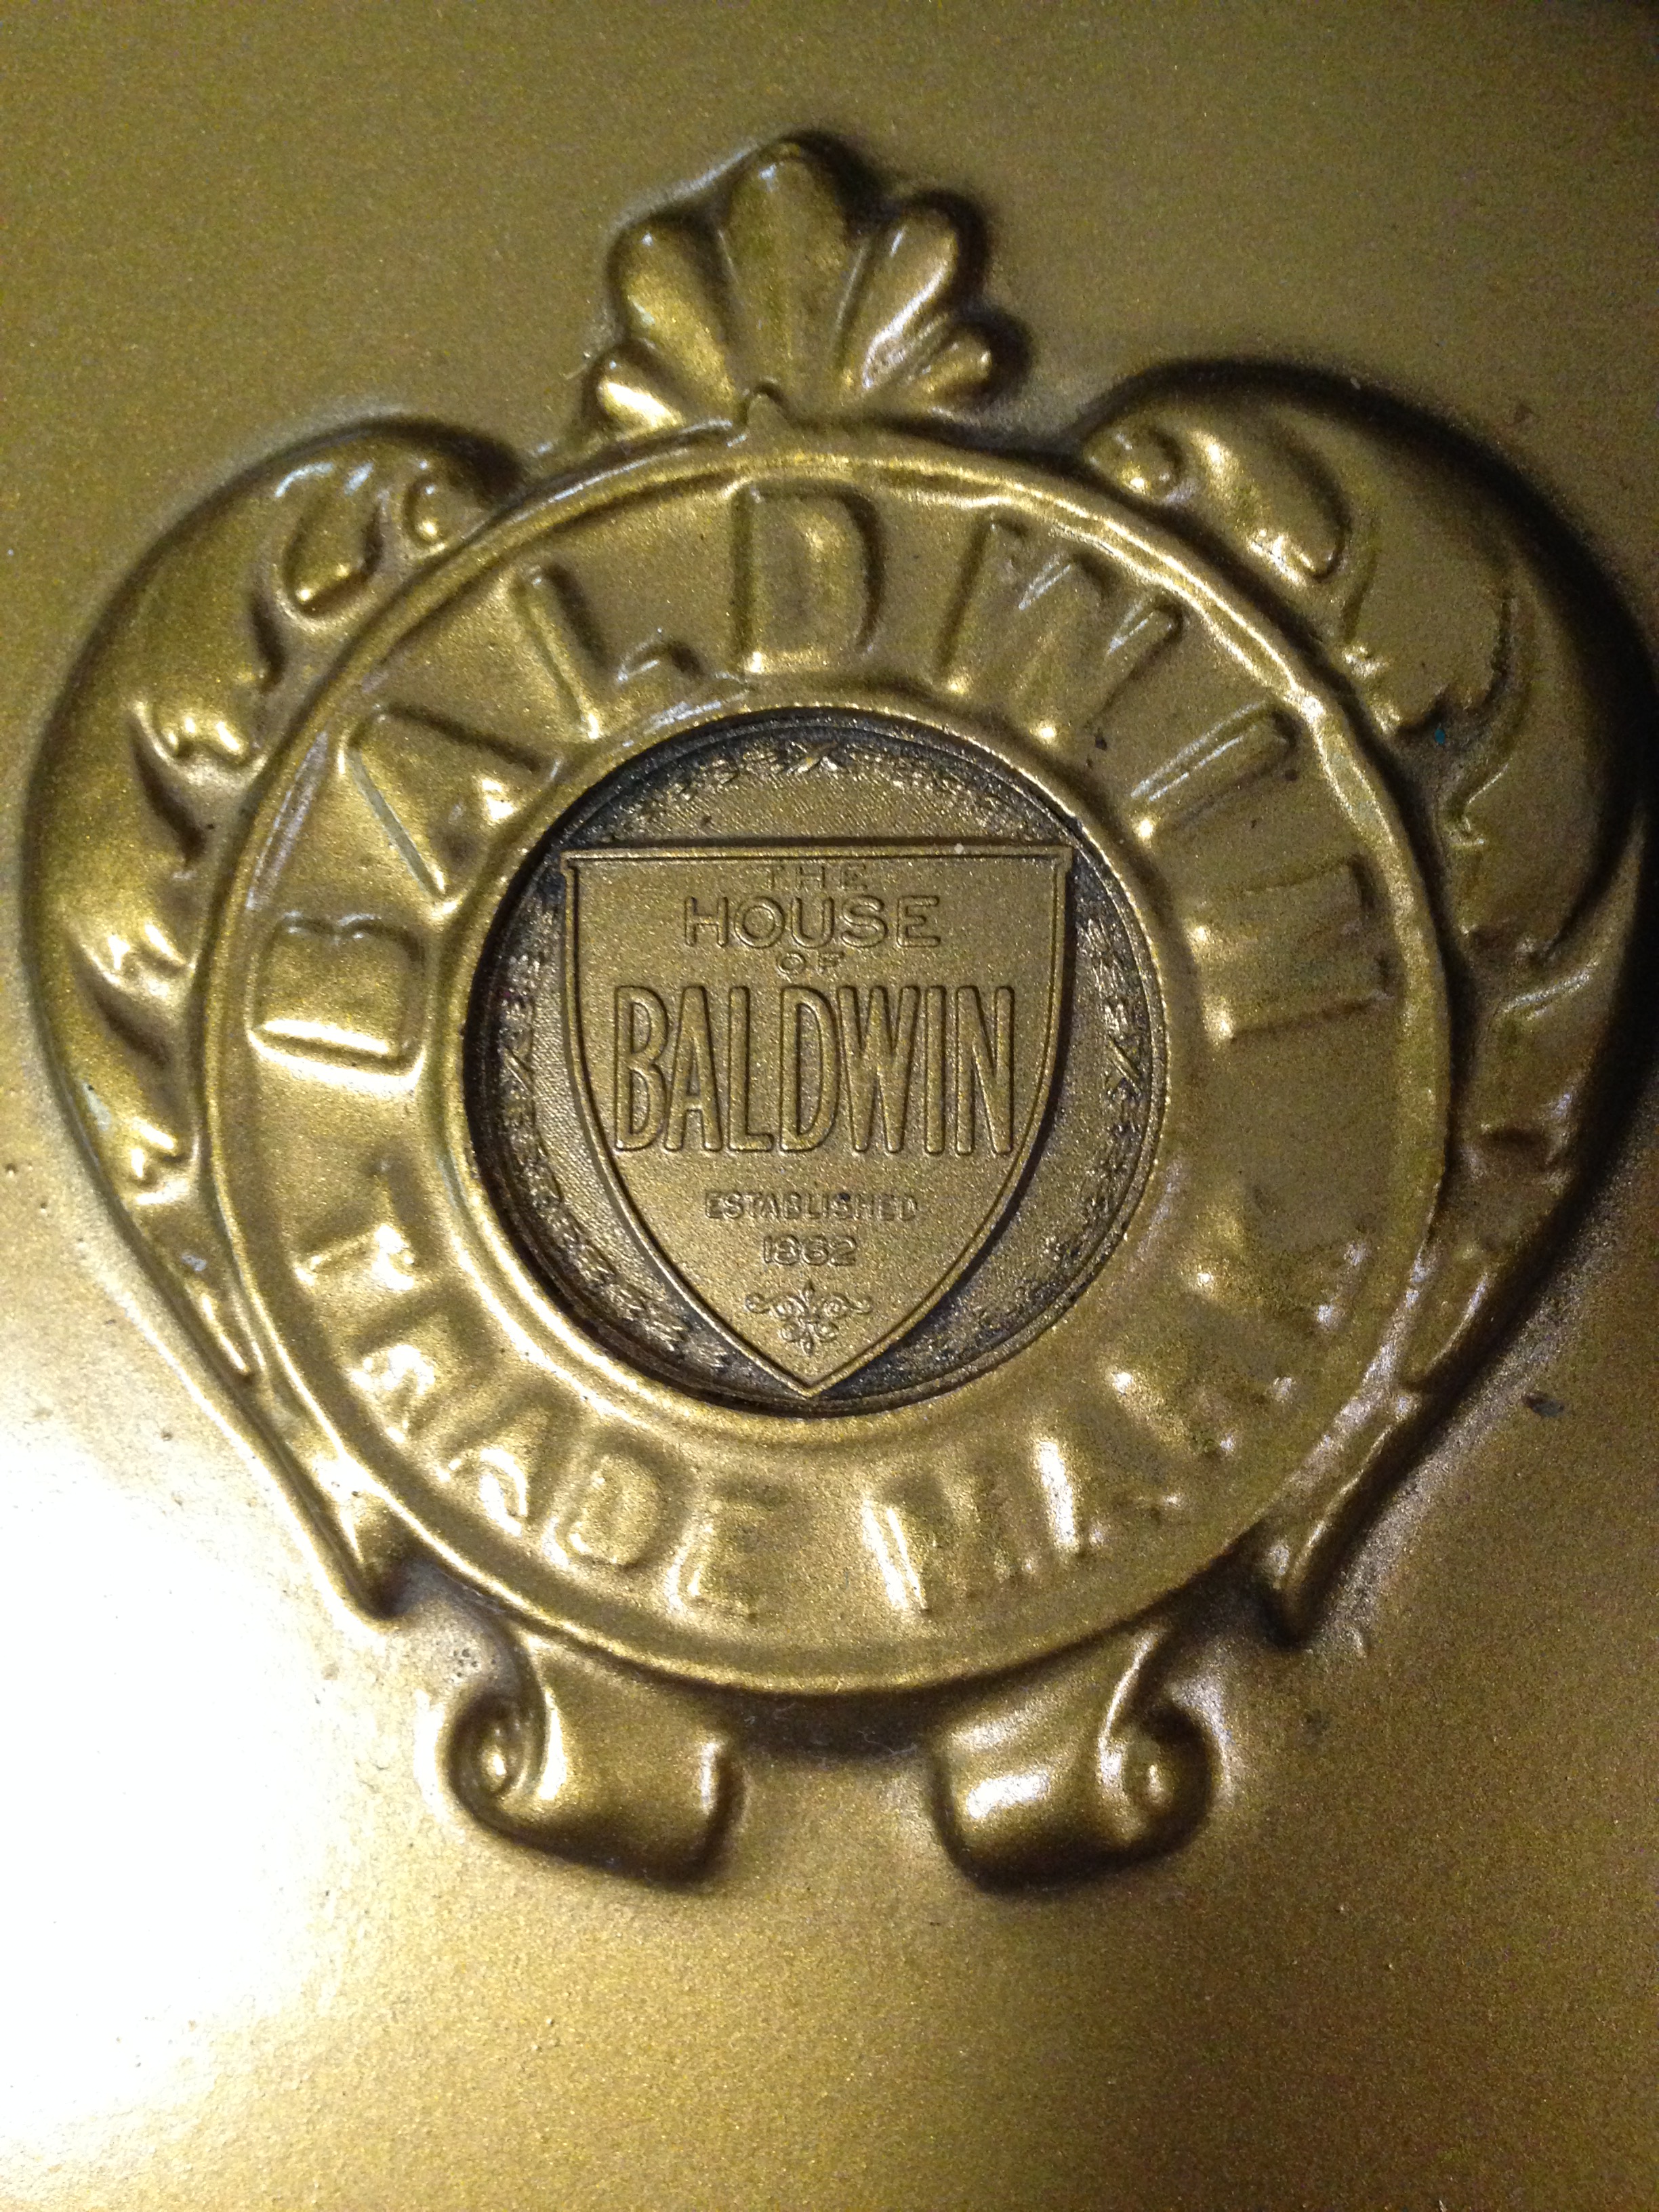 BALDWIN
THE
HOUSE
OF
BALDWIN
ESTABLISHED
1862
TRADE MARK